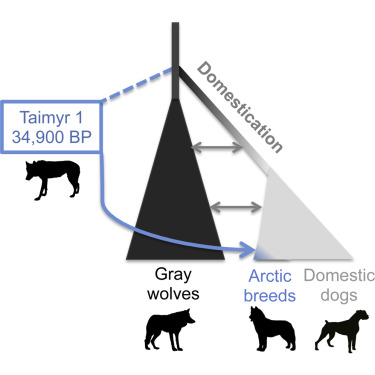 Domestication
Taimyr 1
34,900 BP
Gray
wolves
Arctic
breeds
Domestic
dogs